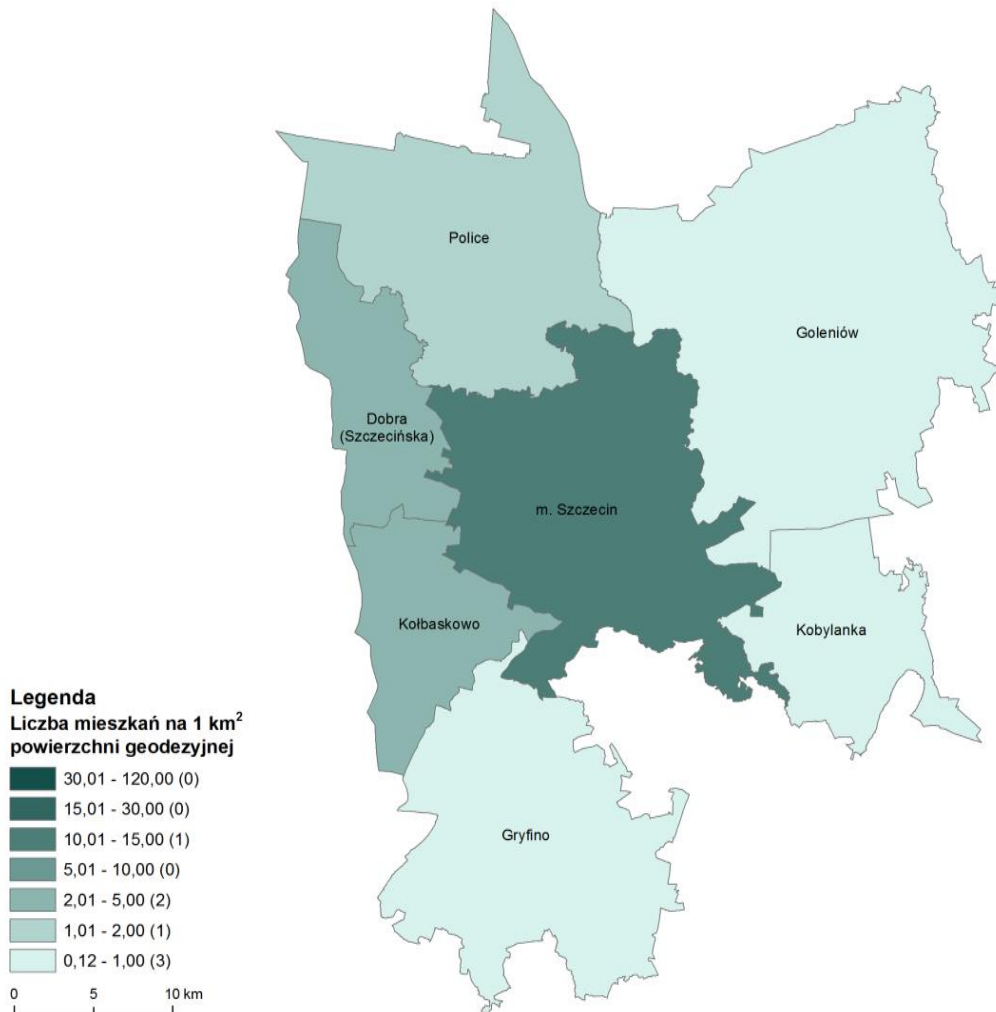 Police
Goleniów
Dobra
(Szczecińska)
m. Szczecin
Kołbaskowo
Kobylanka
Gryfino
Legenda
Liczba mieszkań na 1 km²
powierzchni geodezyjnej
30,01 - 120,00 (0)
15,01 - 30,00 (0)
10,01 - 15,00 (1)
5,01 - 10,00 (0)
2,01 - 5,00 (2)
1,01 - 2,00 (1)
0,12 - 1,00 (3)
0 5 10 km